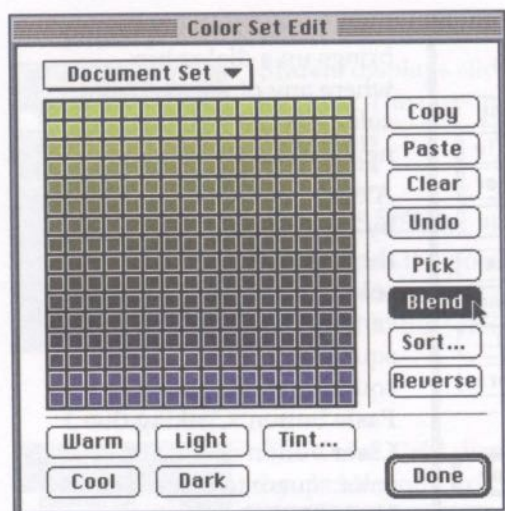 Color Set Edit
Document Set
Copy
Paste
Clear
Undo
Pick
Blend
Sort...
Reverse
Warm
Light
Tint...
Cool
Dark
Done